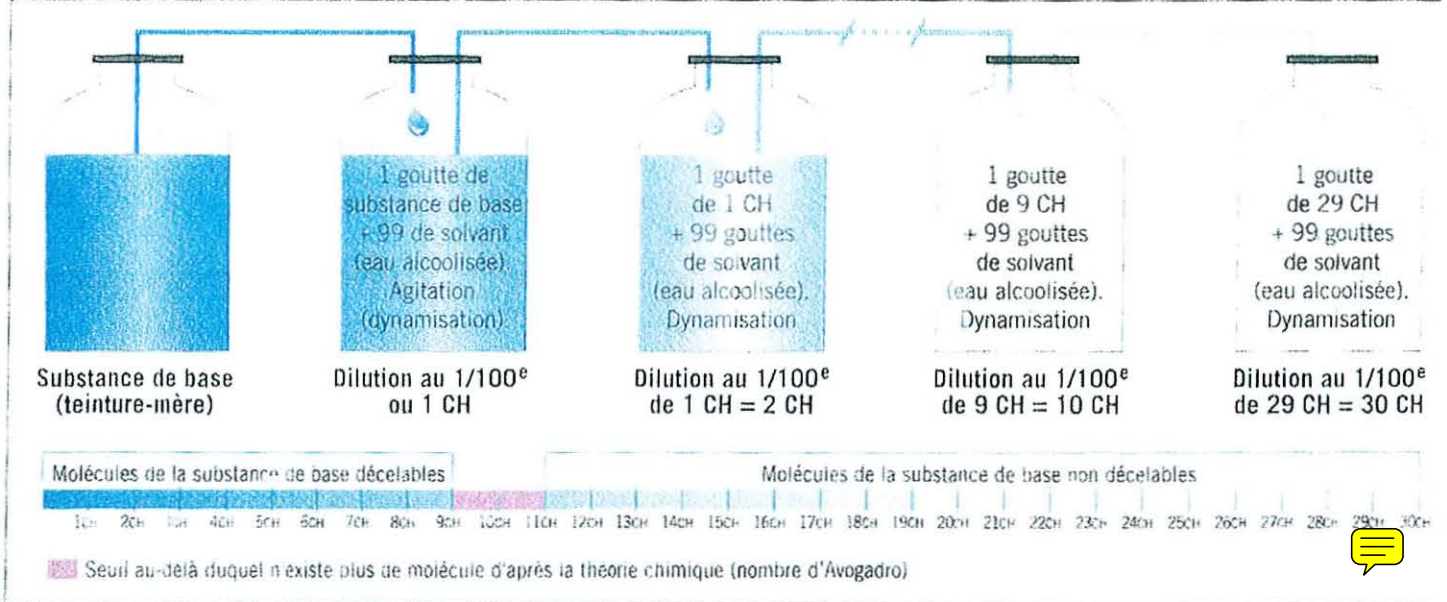 1 goutte de
substance de base
+ 99 de solvant
(eau alcoolisée)
Agitation
(dynamisation)
1 goutte
de 1 CH
+ 99 gouttes
de solvant
(eau alcoolisée).
Dynamisation
1 goutte
de 9 CH
+ 99 gouttes
de solvant
(eau alcoolisée).
Dynamisation
1 goutte
de 29 CH
+ 99 gouttes
de solvant
(eau alcoolisée).
Dynamisation
Substance de base
(teinture-mère)
Dilution au 1/100e
ou 1 CH
Dilution au 1/100e
de 1 CH = 2 CH
Dilution au 1/100e
de 9 CH = 10 CH
Dilution au 1/100e
de 29 CH = 30 CH
Molécules de la substance de base décelables
Molécules de la substance de base non décelables
1CH 2CH 3CH 4CH 5CH 6CH 7CH 8CH 9CH 10CH 11CH 12CH 13CH 14CH 15CH 16CH 17CH 18CH 19CH 20CH 21CH 22CH 23CH 24CH 25CH 26CH 27CH 28CH 29CH 30CH
Seuil au-delà duquel n'existe plus de molécule d'après la théorie chimique (nombre d'Avogadro)